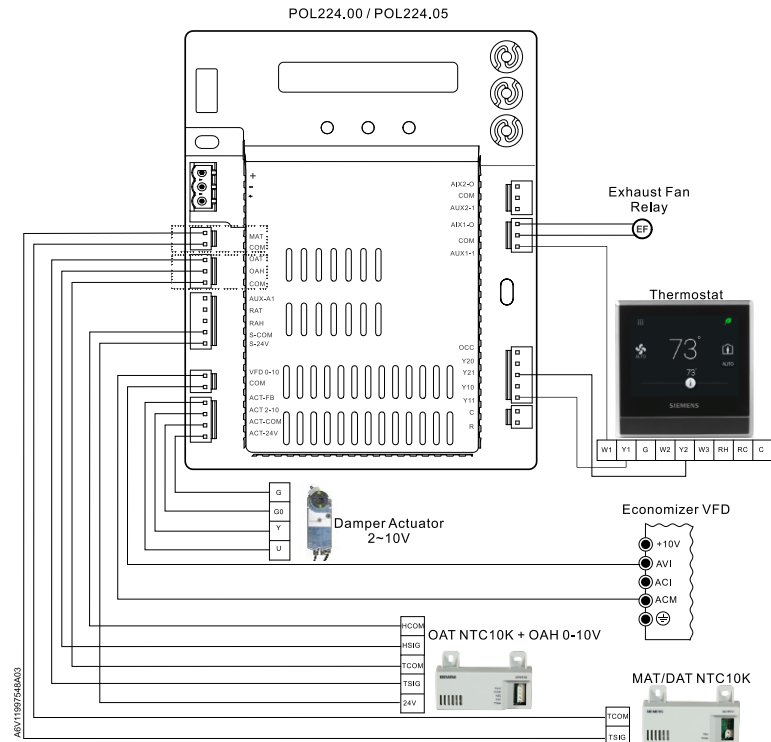 POL224.00 / POL224.05
+
-
MAT
COM
OAT
OAH
COM
AUX-A1
RAT
RAH
S-COM
S-24V
VFD 0-10
COM
ACT-FB
ACT 2-10
ACT-COM
ACT-24V
AIX2-O
COM
AUX2-1
AIX1-O
COM
AUX1-1
OCC
Y20
Y21
Y10
Y11
C
R
Exhaust Fan
Relay
EF
Thermostat
AUTO
73°
73°
AUTO
SIEMENS
W1 Y1 G W2 Y2 W3 RH RC C
G
G0
Y
U
Damper Actuator
2~10V
Economizer VFD
+10V
AVI
ACI
ACM
HCOM
HSIG
TCOM
TSIG
24V
OAT NTC10K + OAH 0-10V
SIEMENS
MAT/DAT NTC10K
TCOM
TSIG
SIEMENS
A6V11997548A03